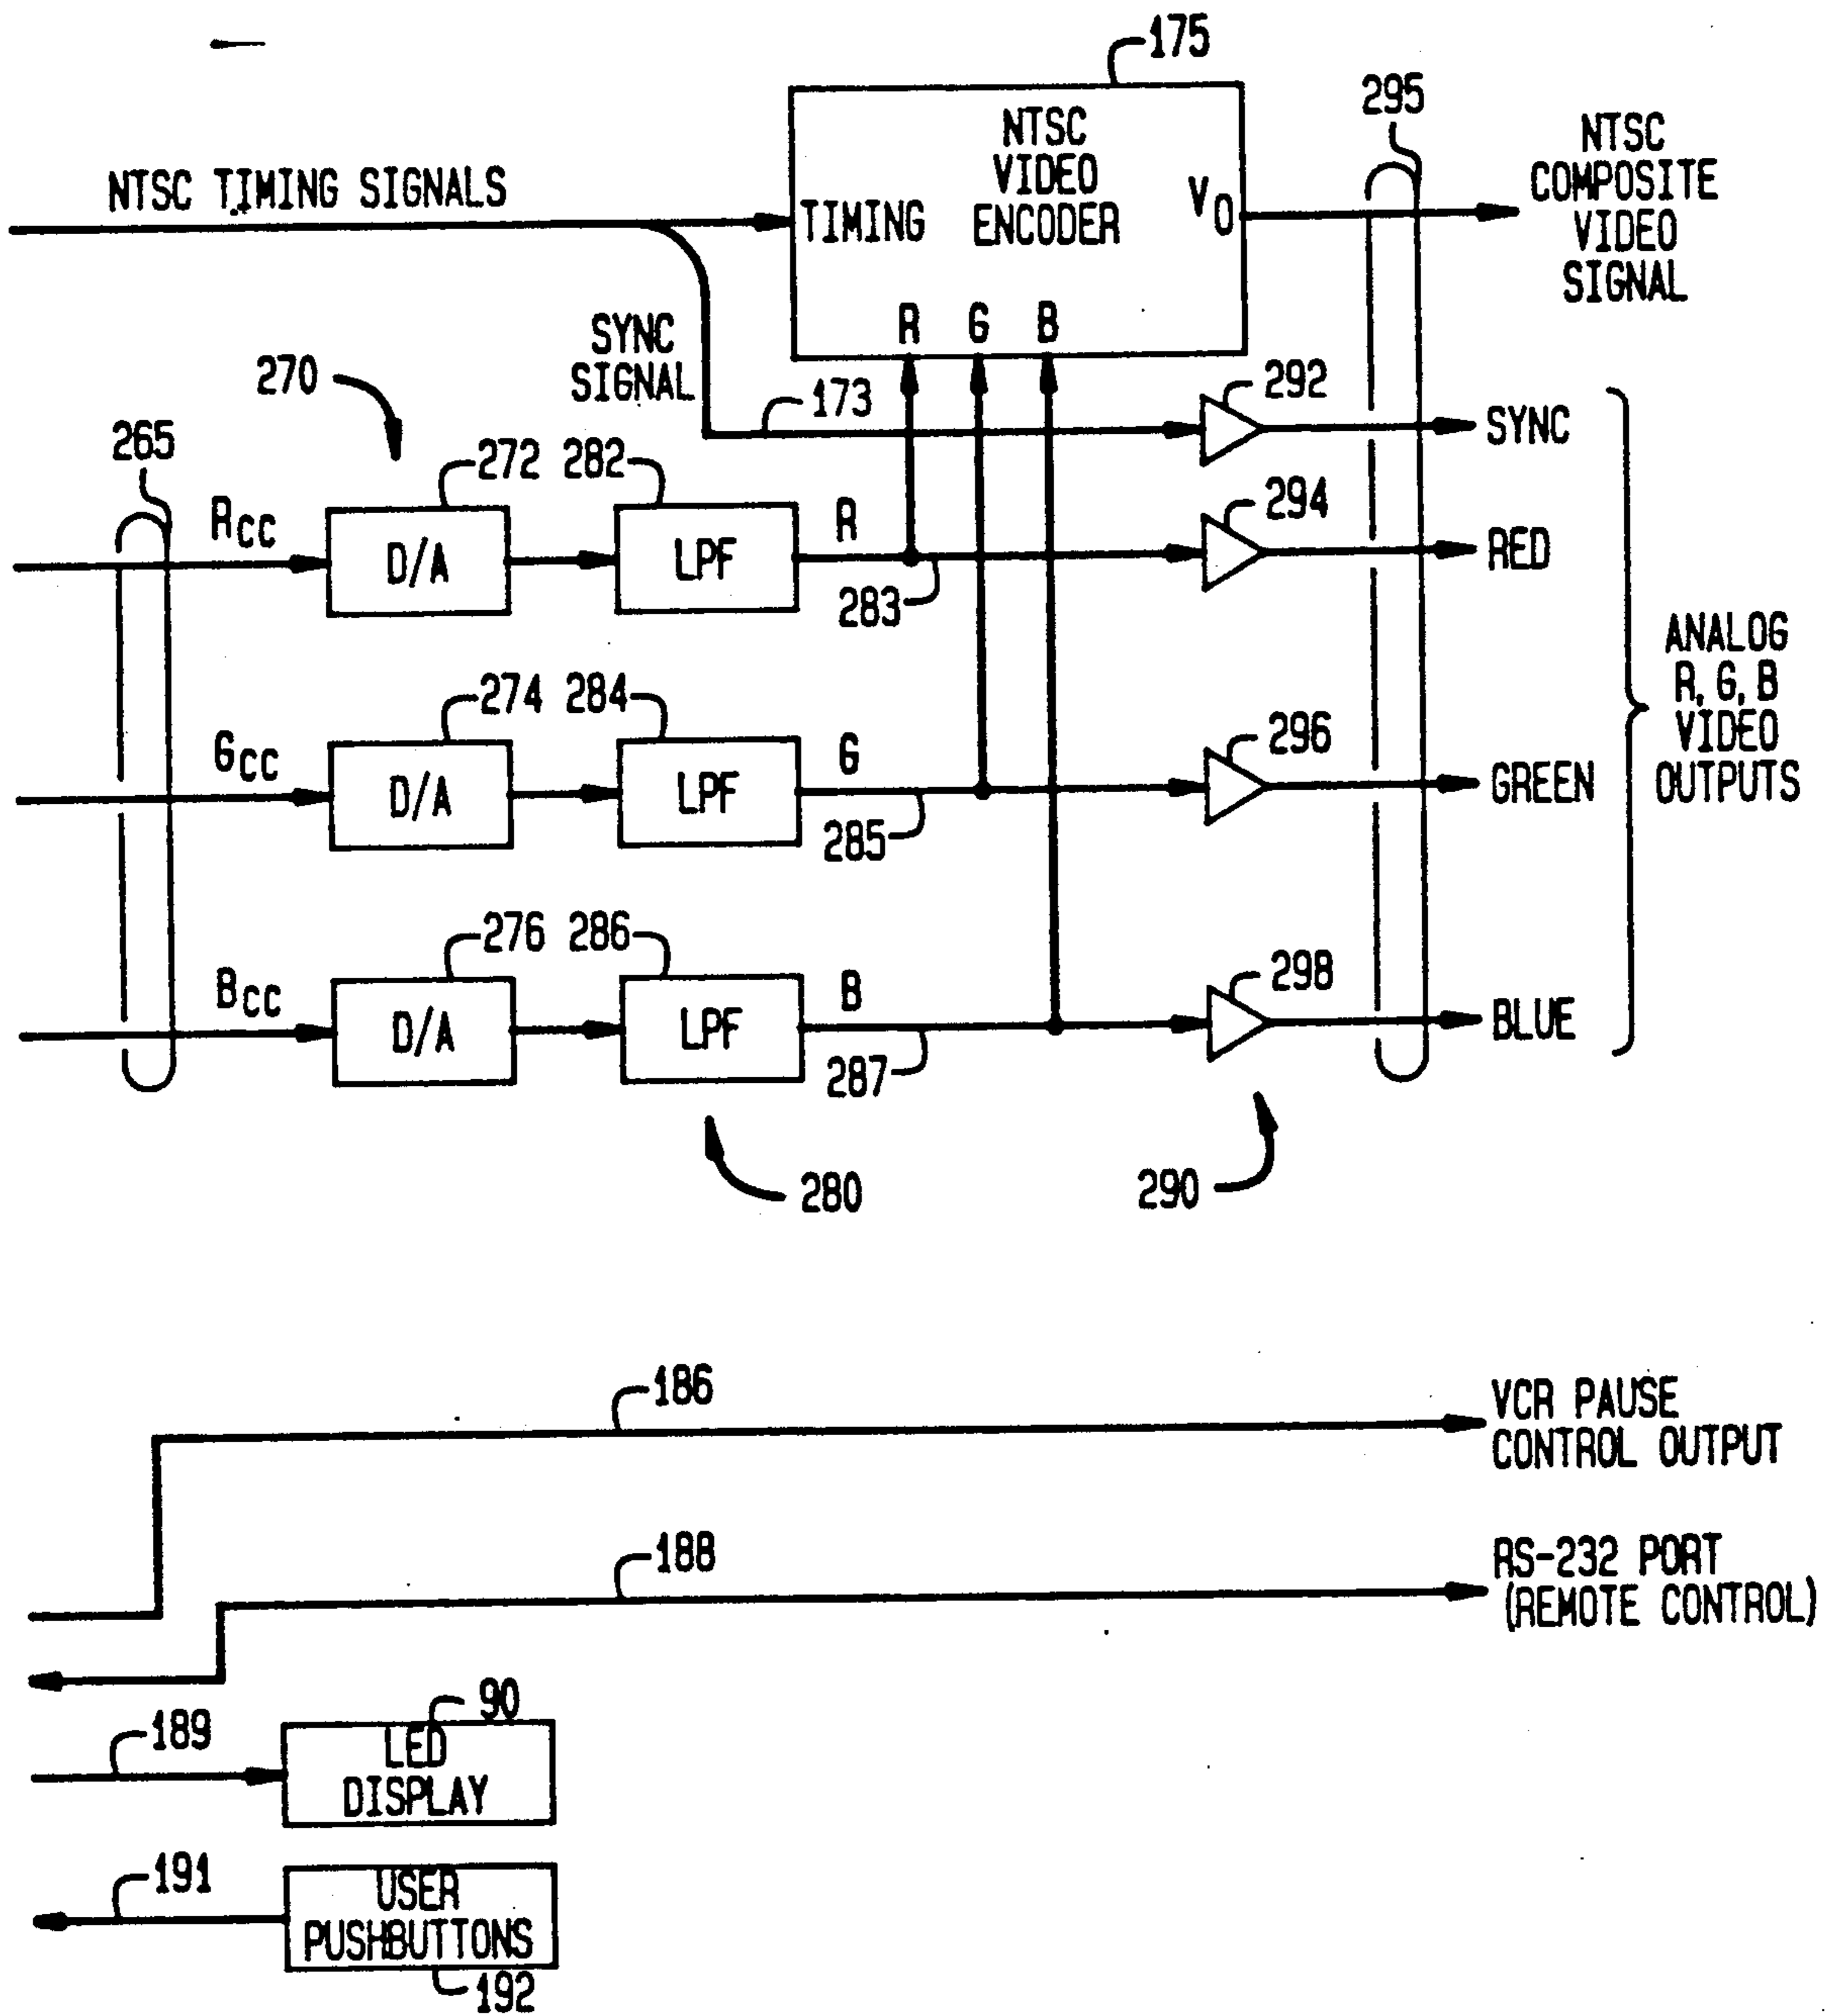 175
295
NTSC
VIDEO
ENCODER
NTSC
COMPOSITE
VIDEO
SIGNAL
NTSC TIMING SIGNALS
TIMING
V0
R G B
SYNC
SIGNAL
270
173
292
SYNC
265
272
282
294
RCC
D/A
LPF
R
RED
283
ANALOG
R, G, B
VIDEO
OUTPUTS
274
284
296
GCC
D/A
LPF
G
GREEN
285
276
286
298
BCC
D/A
LPF
B
BLUE
287
280
290
186
VCR PAUSE
CONTROL OUTPUT
188
RS-232 PORT
(REMOTE CONTROL)
90
189
LED
DISPLAY
191
USER
PUSHBUTTONS
192